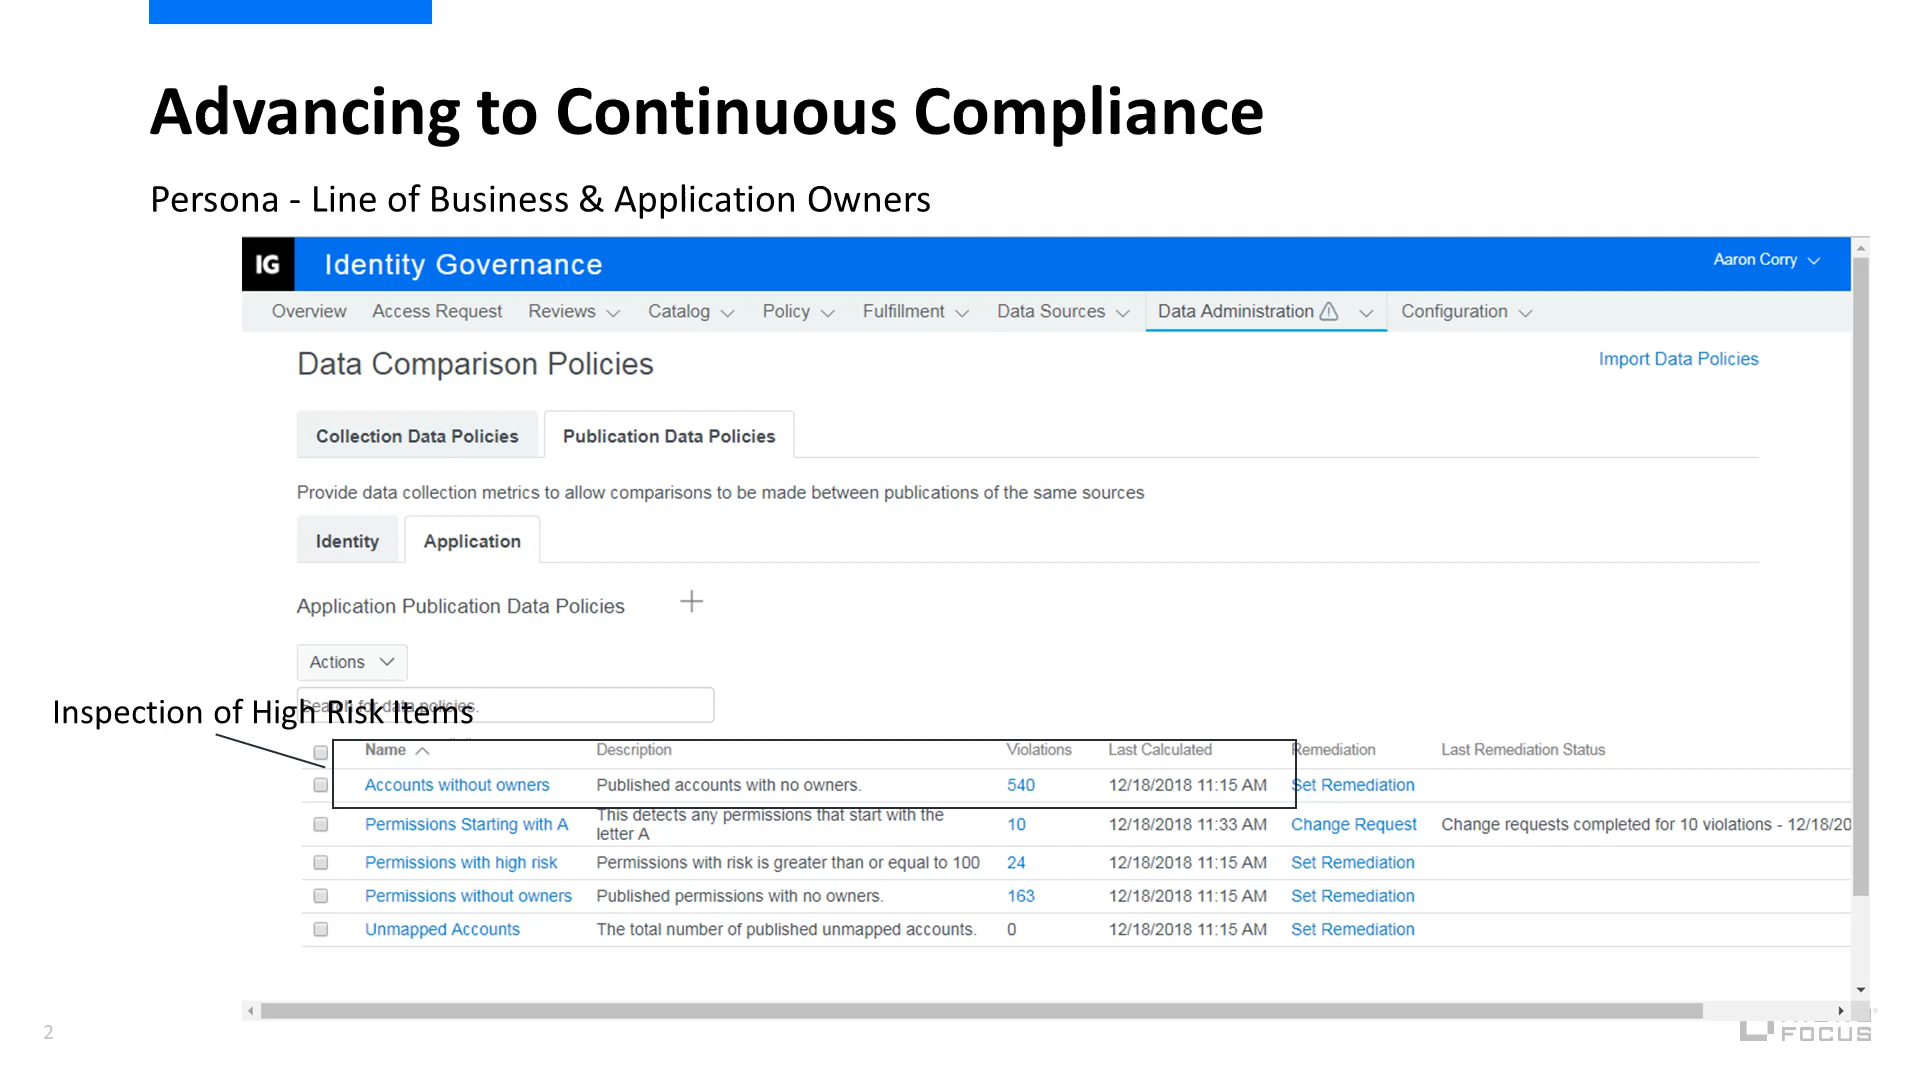 Advancing to Continuous Compliance
Persona - Line of Business & Application Owners
IG Identity Governance Aaron Corry
Overview Access Request Reviews Catalog Policy Fulfillment Data Sources Data Administration Configuration
Data Comparison Policies Import Data Policies
Collection Data Policies Publication Data Policies
Provide data collection metrics to allow comparisons to be made between publications of the same sources
Identity Application
Application Publication Data Policies
Actions
Search for data policies.
Inspection of High Risk Items
Name Description Violations Last Calculated Remediation Last Remediation Status
Accounts without owners Published accounts with no owners. 540 12/18/2018 11:15 AM Set Remediation
Permissions Starting with A This detects any permissions that start with the
letter A 10 12/18/2018 11:33 AM Change Request Change requests completed for 10 violations - 12/18/20
Permissions with high risk Permissions with risk is greater than or equal to 100 24 12/18/2018 11:15 AM Set Remediation
Permissions without owners Published permissions with no owners. 163 12/18/2018 11:15 AM Set Remediation
Unmapped Accounts The total number of published unmapped accounts. 0 12/18/2018 11:15 AM Set Remediation
2
FOCUS